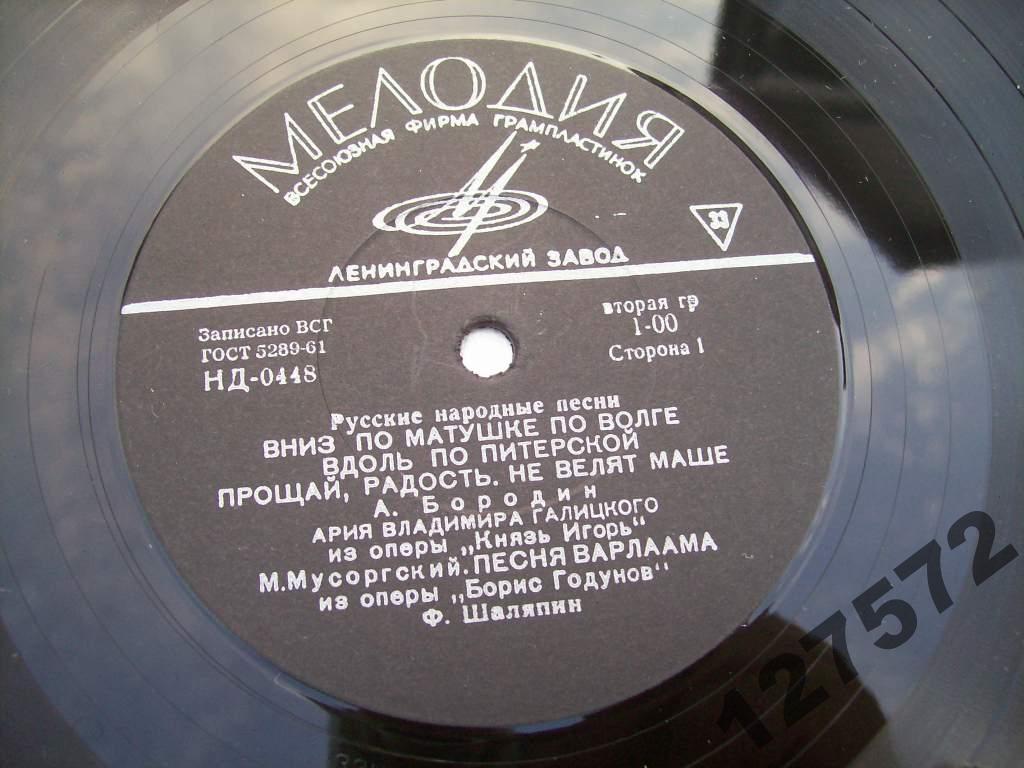 МЕЛОДИЯ
ВСЕСОЮЗНАЯ ФИРМА ГРАМПЛАСТИНОК
33
ЛЕНИНГРАДСКИЙ ЗАВОД
Записано ВСГ
ГОСТ 5289-61
НД-0448
вторая гр
1-00
Сторона 1
Русские народные песни
ВНИЗ ПО МАТУШКЕ ПО ВОЛГЕ
ВДОЛЬ ПО ПИТЕРСКОЙ
ПРОЩАЙ, РАДОСТЬ. НЕ ВЕЛЯТ МАШЕ
А. Бородин
АРИЯ ВЛАДИМИРА ГАЛИЦКОГО
из оперы „Князь Игорь"
М.Мусоргский. ПЕСНЯ ВАРЛААМА
из оперы „Борис Годунов"
Ф. Шаляпин
127572